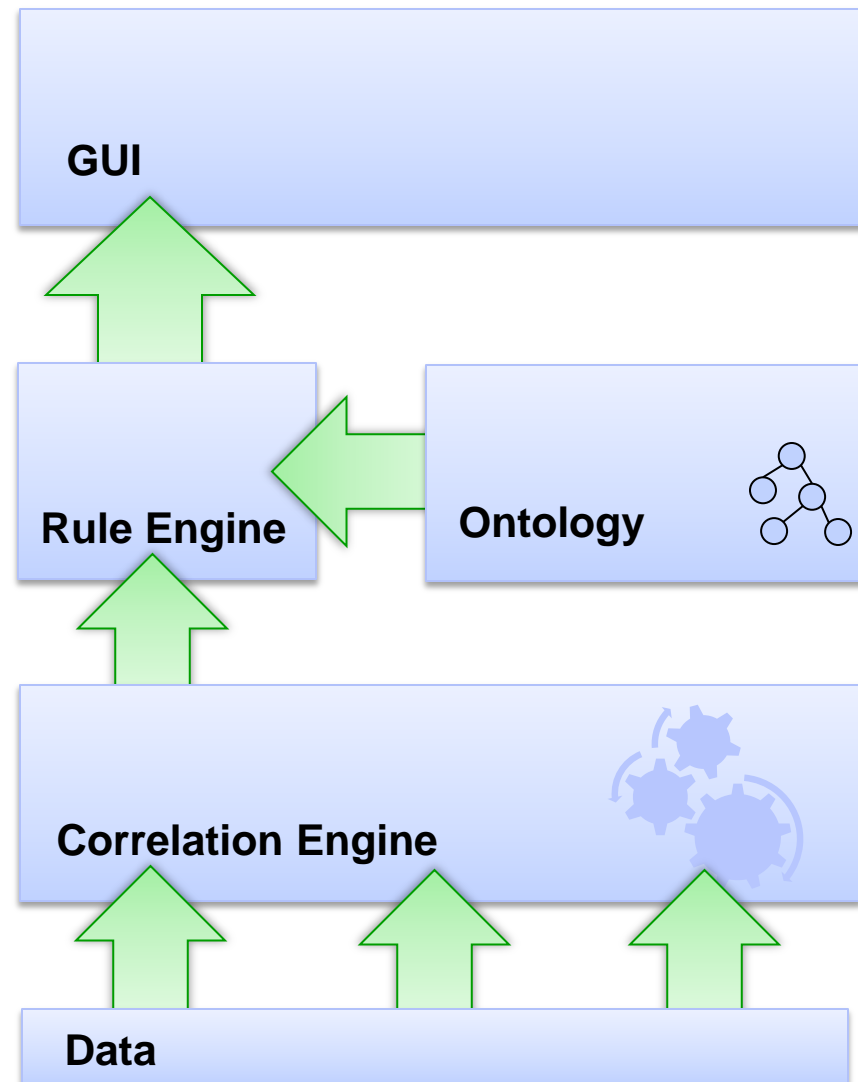 GUI
Rule Engine
Ontology
Correlation Engine
Data